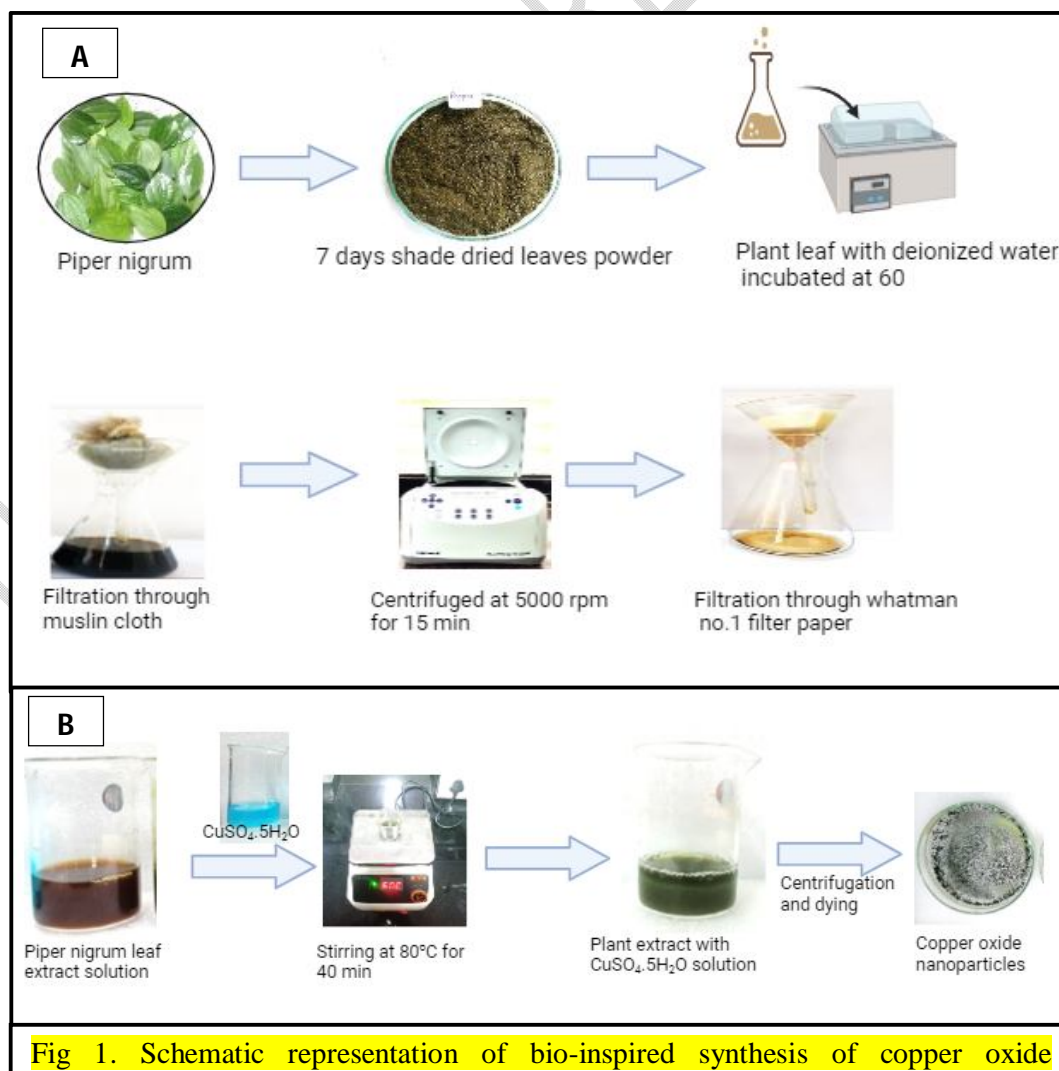 A
Piper nigrum
7 days shade dried leaves powder
Plant leaf with deionized water
incubated at 60
Filtration through
muslin cloth
Centrifuged at 5000 rpm
for 15 min
Filtration through whatman
no.1 filter paper
B
CuSO₄.5H₂O
Piper nigrum leaf
extract solution
Stirring at 80°C for
40 min
Plant extract with
CuSO₄.5H₂O solution
Centrifugation
and dying
Copper oxide
nanoparticles
Fig 1. Schematic representation of bio-inspired synthesis of copper oxide